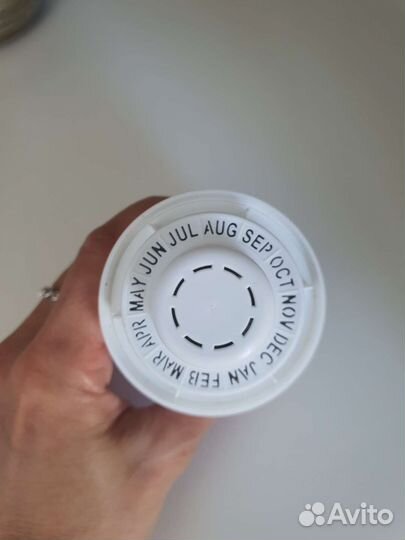 JAN FEB MAR APR MAY JUN JUL AUG SEP OCT NOV DEC
Avito